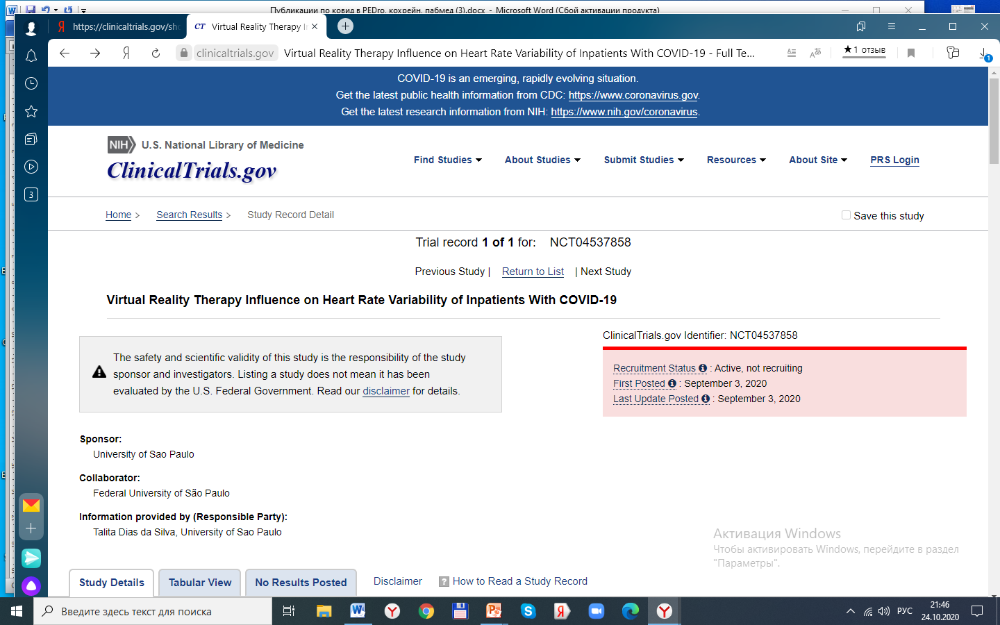 Публикации по ковид в PEDro, кохрейн, пабмед (3).docx - Microsoft Word (Сбой активации продукта)
https://clinicaltrials.gov/sh
CT Virtual Reality Therapy I
clinicaltrials.gov Virtual Reality Therapy Influence on Heart Rate Variability of Inpatients With COVID-19 - Full Te...
★ 1 отзыв
1
COVID-19 is an emerging, rapidly evolving situation.
Get the latest public health information from CDC: https://www.coronavirus.gov.
Get the latest research information from NIH: https://www.nih.gov/coronavirus.
NIH U.S. National Library of Medicine
ClinicalTrials.gov
Find Studies
About Studies
Submit Studies
Resources
About Site
PRS Login
3
Home >
Search Results >
Study Record Detail
Save this study
Trial record 1 of 1 for: NCT04537858
Previous Study | Return to List | Next Study
Virtual Reality Therapy Influence on Heart Rate Variability of Inpatients With COVID-19
The safety and scientific validity of this study is the responsibility of the study
sponsor and investigators. Listing a study does not mean it has been
evaluated by the U.S. Federal Government. Read our disclaimer for details.
ClinicalTrials.gov Identifier: NCT04537858
Recruitment Status : Active, not recruiting
First Posted : September 3, 2020
Last Update Posted : September 3, 2020
Sponsor:
University of Sao Paulo
Collaborator:
Federal University of São Paulo
Information provided by (Responsible Party):
Talita Dias da Silva, University of Sao Paulo
Активация Windows
Чтобы активировать Windows, перейдите в раздел
"Параметры".
Study Details
Tabular View
No Results Posted
Disclaimer
? How to Read a Study Record
Введите здесь текст для поиска
РУС
21:46
24.10.2020